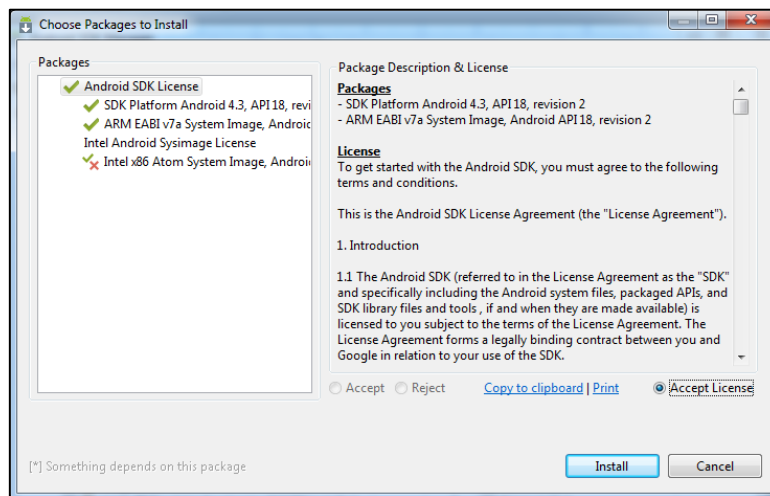 Choose Packages to Install
Packages
Android SDK License
SDK Platform Android 4.3, API 18, revi
ARM EABI v7a System Image, Android
Intel Android Sysimage License
Intel x86 Atom System Image, Androi
Package Description & License
Packages
- SDK Platform Android 4.3, API 18, revision 2
- ARM EABI v7a System Image, Android API 18, revision 2
License
To get started with the Android SDK, you must agree to the following
terms and conditions.
This is the Android SDK License Agreement (the "License Agreement").
1. Introduction
1.1 The Android SDK (referred to in the License Agreement as the "SDK"
and specifically including the Android system files, packaged APIs, and
SDK library files and tools , if and when they are made available) is
licensed to you subject to the terms of the License Agreement. The
License Agreement forms a legally binding contract between you and
Google in relation to your use of the SDK.
Accept Reject Copy to clipboard | Print Accept License
[*] Something depends on this package
Install Cancel